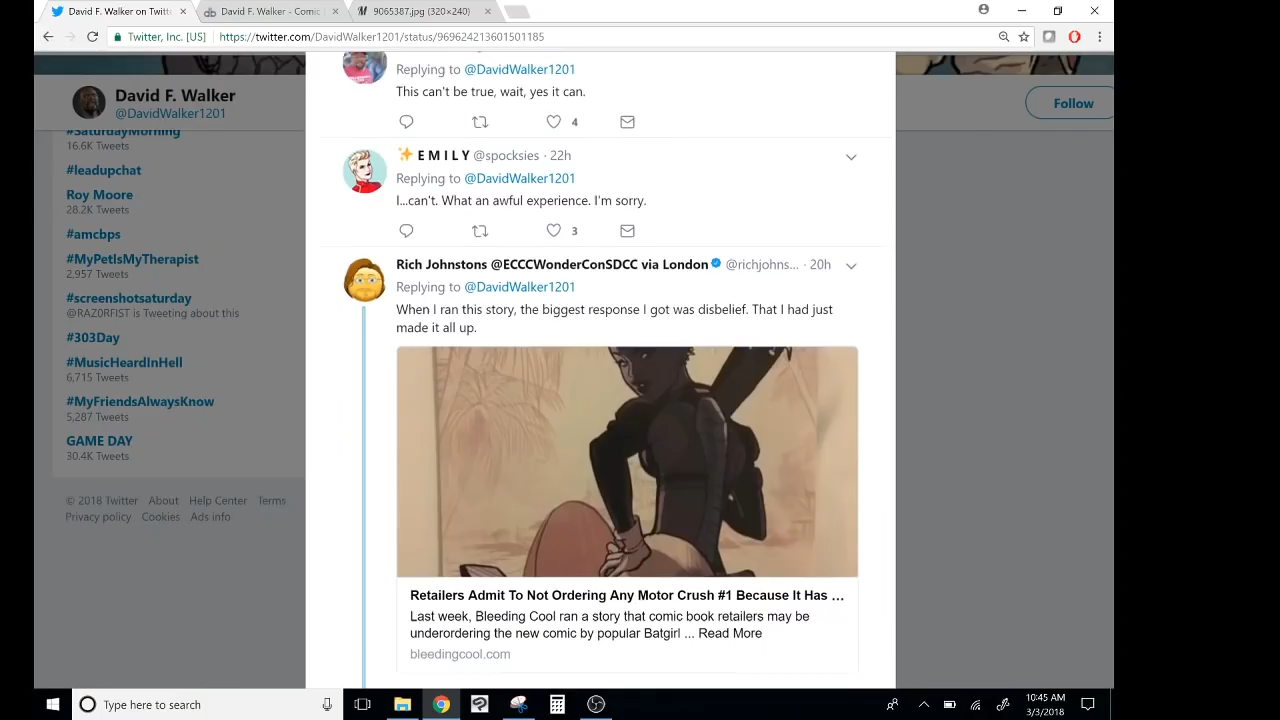 David F. Walker on Twitt
David F. Walker - Comic
9065387.jpg (320×240)
Twitter, Inc. [US]
https://twitter.com/DavidWalker1201/status/969624213601501185
David F. Walker
@DavidWalker1201
Follow
#SaturdayMorning
16.6K Tweets
#leadupchat
Roy Moore
28.2K Tweets
#amcbps
#MyPetIsMyTherapist
2,957 Tweets
#screenshotsaturday
@RAZ0RFIST is Tweeting about this
#303Day
#MusicHeardInHell
6,715 Tweets
#MyFriendsAlwaysKnow
5,287 Tweets
GAME DAY
30.4K Tweets
© 2018 Twitter About Help Center Terms
Privacy policy Cookies Ads info
Replying to @DavidWalker1201
This can't be true, wait, yes it can.
4
✨ E M I L Y @spocksies · 22h
Replying to @DavidWalker1201
I...can't. What an awful experience. I'm sorry.
3
Rich Johnstons @ECCCWonderConSDCC via London @richjohns... · 20h
Replying to @DavidWalker1201
When I ran this story, the biggest response I got was disbelief. That I had just
made it all up.
Retailers Admit To Not Ordering Any Motor Crush #1 Because It Has ...
Last week, Bleeding Cool ran a story that comic book retailers may be
underordering the new comic by popular Batgirl ... Read More
bleedingcool.com
Type here to search
10:45 AM
3/3/2018